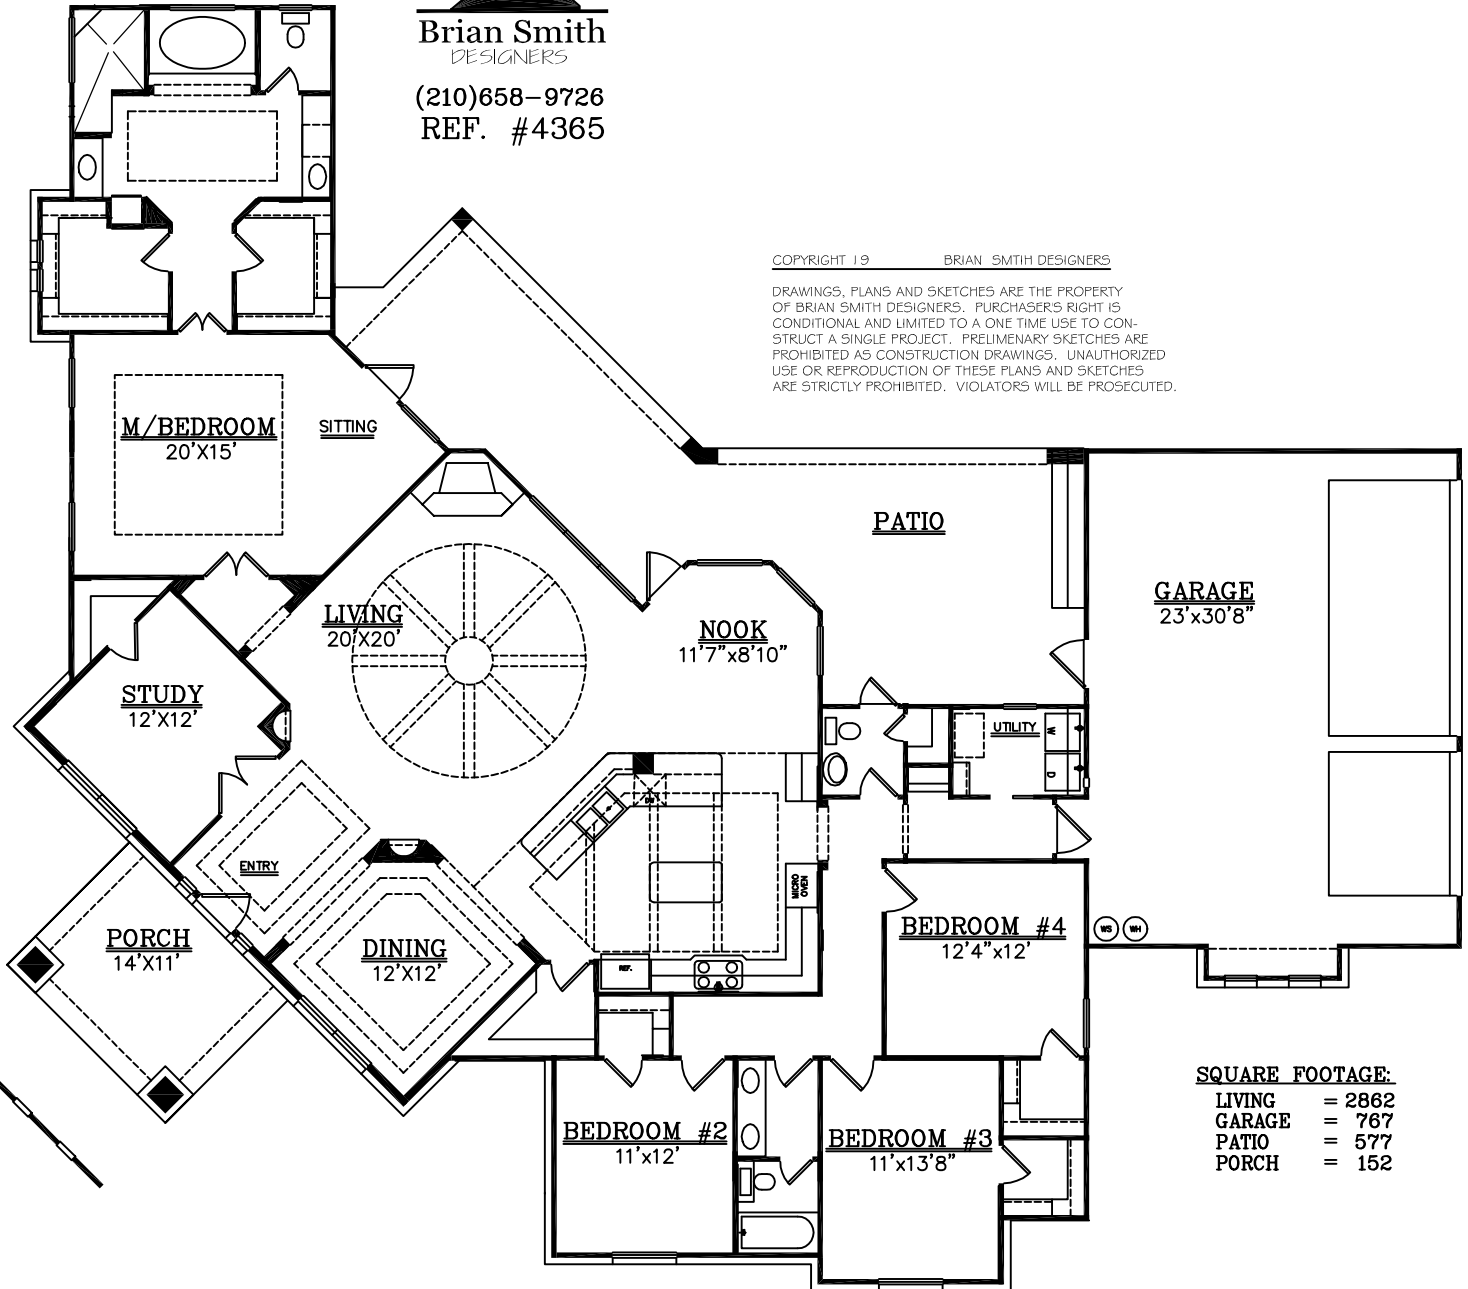 Brian Smith
DESIGNERS
(210)658-9726
REF. #4365
COPYRIGHT 19 BRIAN SMTIH DESIGNERS
DRAWINGS, PLANS AND SKETCHES ARE THE PROPERTY
OF BRIAN SMITH DESIGNERS. PURCHASER'S RIGHT IS
CONDITIONAL AND LIMITED TO A ONE TIME USE TO CON-
STRUCT A SINGLE PROJECT. PRELIMENARY SKETCHES ARE
PROHIBITED AS CONSTRUCTION DRAWINGS. UNAUTHORIZED
USE OR REPRODUCTION OF THESE PLANS AND SKETCHES
ARE STRICTLY PROHIBITED. VIOLATORS WILL BE PROSECUTED.
M/BEDROOM
20'X15'
SITTING
PATIO
GARAGE
23'x30'8"
LIVING
20'X20'
NOOK
11'7"x8'10"
STUDY
12'X12'
UTILITY
W
D
DW
ENTRY
MICRO
OVEN
PORCH
14'X11'
DINING
12'X12'
REF.
BEDROOM #4
12'4"x12'
WS
WH
BEDROOM #2
11'x12'
BEDROOM #3
11'x13'8"
SQUARE FOOTAGE:
LIVING = 2862
GARAGE = 767
PATIO = 577
PORCH = 152